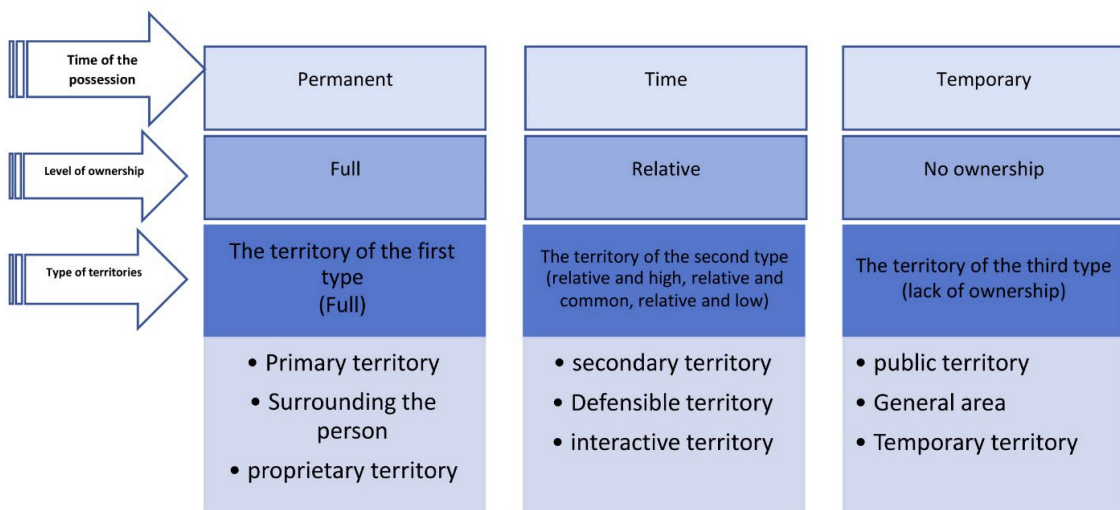 Time of the
possession
Permanent
Time
Temporary
Level of ownership
Full
Relative
No ownership
Type of territories
The territory of the first
type
(Full)
The territory of the second type
(relative and high, relative and
common, relative and low)
The territory of the third type
(lack of ownership)
• Primary territory
• Surrounding the
person
• proprietary territory
• secondary territory
• Defensible territory
• interactive territory
• public territory
• General area
• Temporary territory